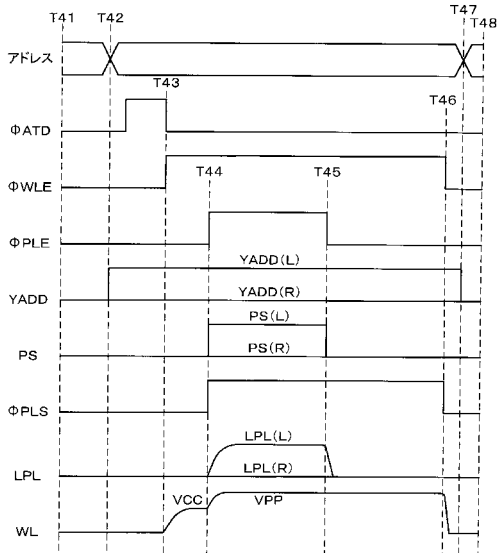 T41 T42 T47 T48
アドレス
T43 T46
ΦATD
ΦWLE
T44 T45
ΦPLE
YADD(L)
YADD(R)
YADD
PS(L)
PS(R)
PS
ΦPLS
LPL(L)
LPL(R)
LPL
VCC VPP
WL